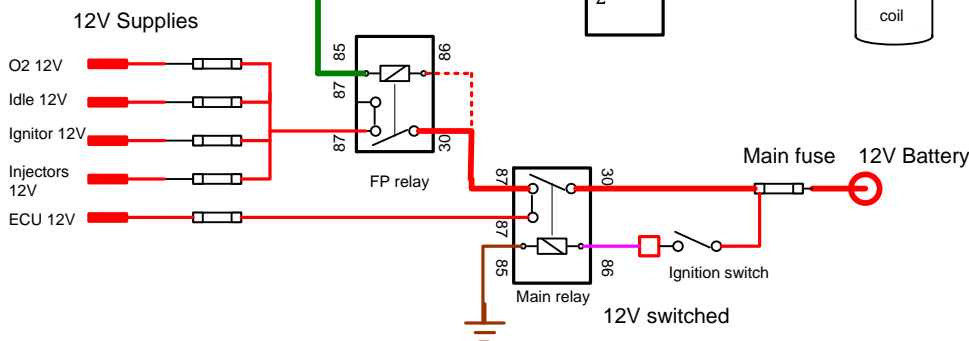 12V Supplies
2
coil
O2 12V
Idle 12V
Ignitor 12V
Injectors
12V
ECU 12V
85
86
87
87
30
FP relay
Main fuse
12V Battery
87
30
87
85
86
Ignition switch
Main relay
12V switched